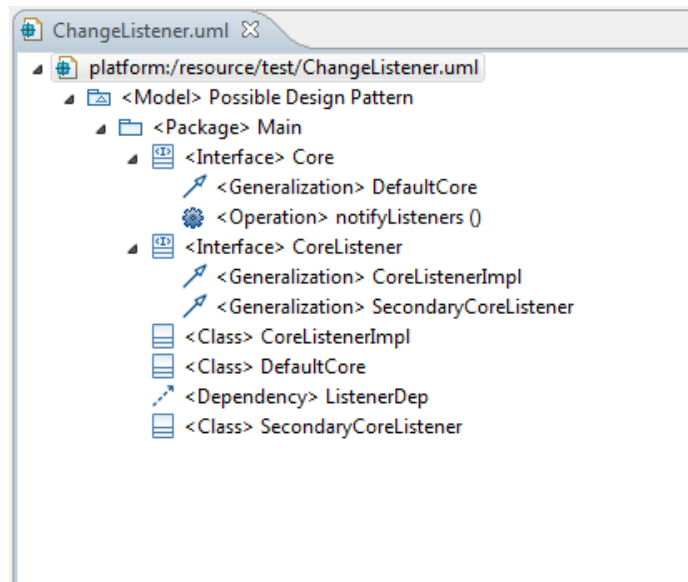 ChangeListener.uml
platform:/resource/test/ChangeListener.uml
<Model> Possible Design Pattern
<Package> Main
<Interface> Core
<Generalization> DefaultCore
<Operation> notifyListeners ()
<Interface> CoreListener
<Generalization> CoreListenerImpl
<Generalization> SecondaryCoreListener
<Class> CoreListenerImpl
<Class> DefaultCore
<Dependency> ListenerDep
<Class> SecondaryCoreListener